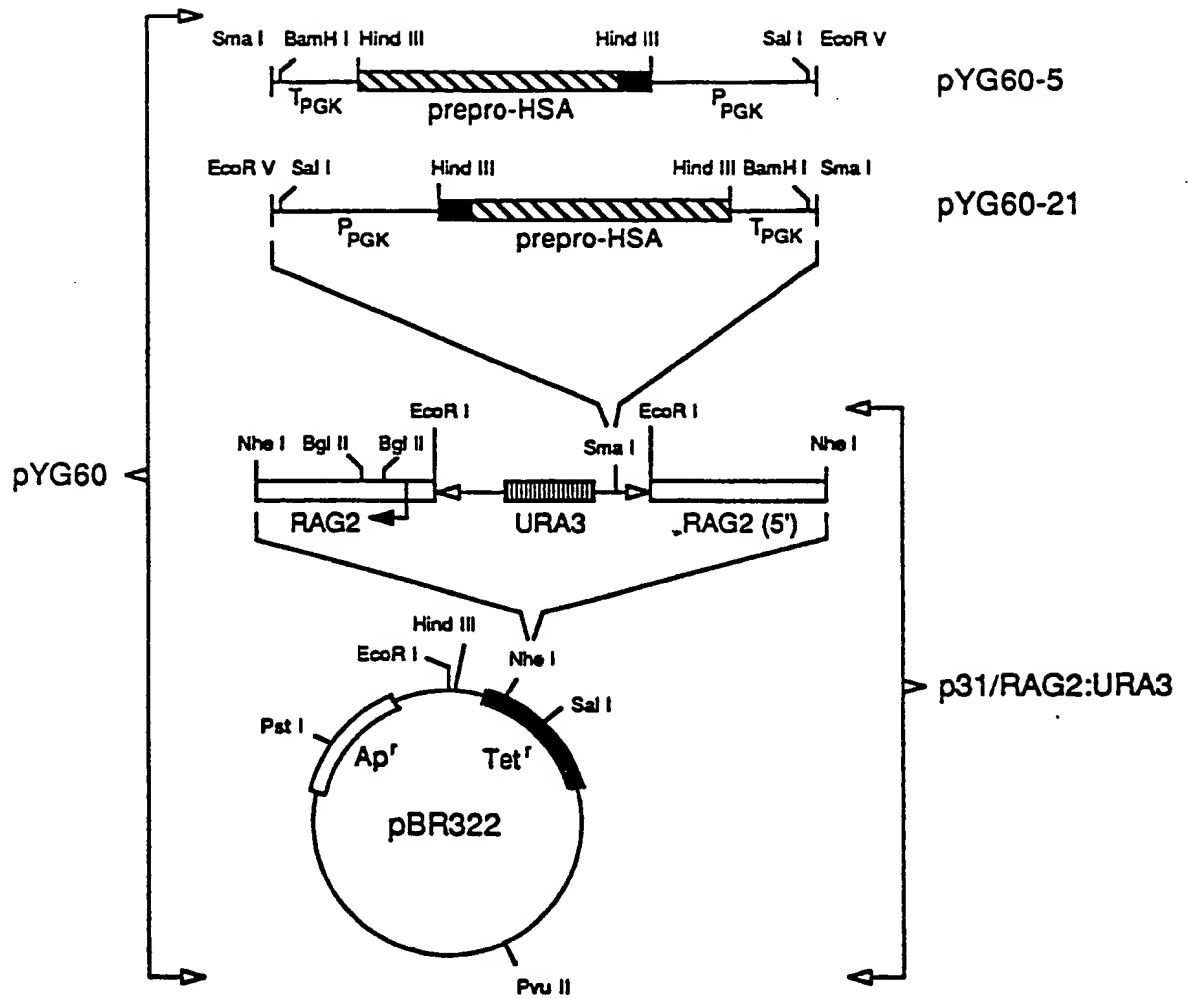 Sma I BamH I Hind III Hind III Sal I EcoR V
TPGK prepro-HSA PPGK
pYG60-5
EcoR V Sal I Hind III Hind III BamH I Sma I
PPGK prepro-HSA TPGK
pYG60-21
EcoR I EcoR I
Nhe I Bgl II Bgl II Sma I Nhe I
pYG60
RAG2 URA3 RAG2 (5')
Hind III
EcoR I Nhe I
Sal I
Pst I
Apr Tetr
pBR322
Pvu II
p31/RAG2:URA3